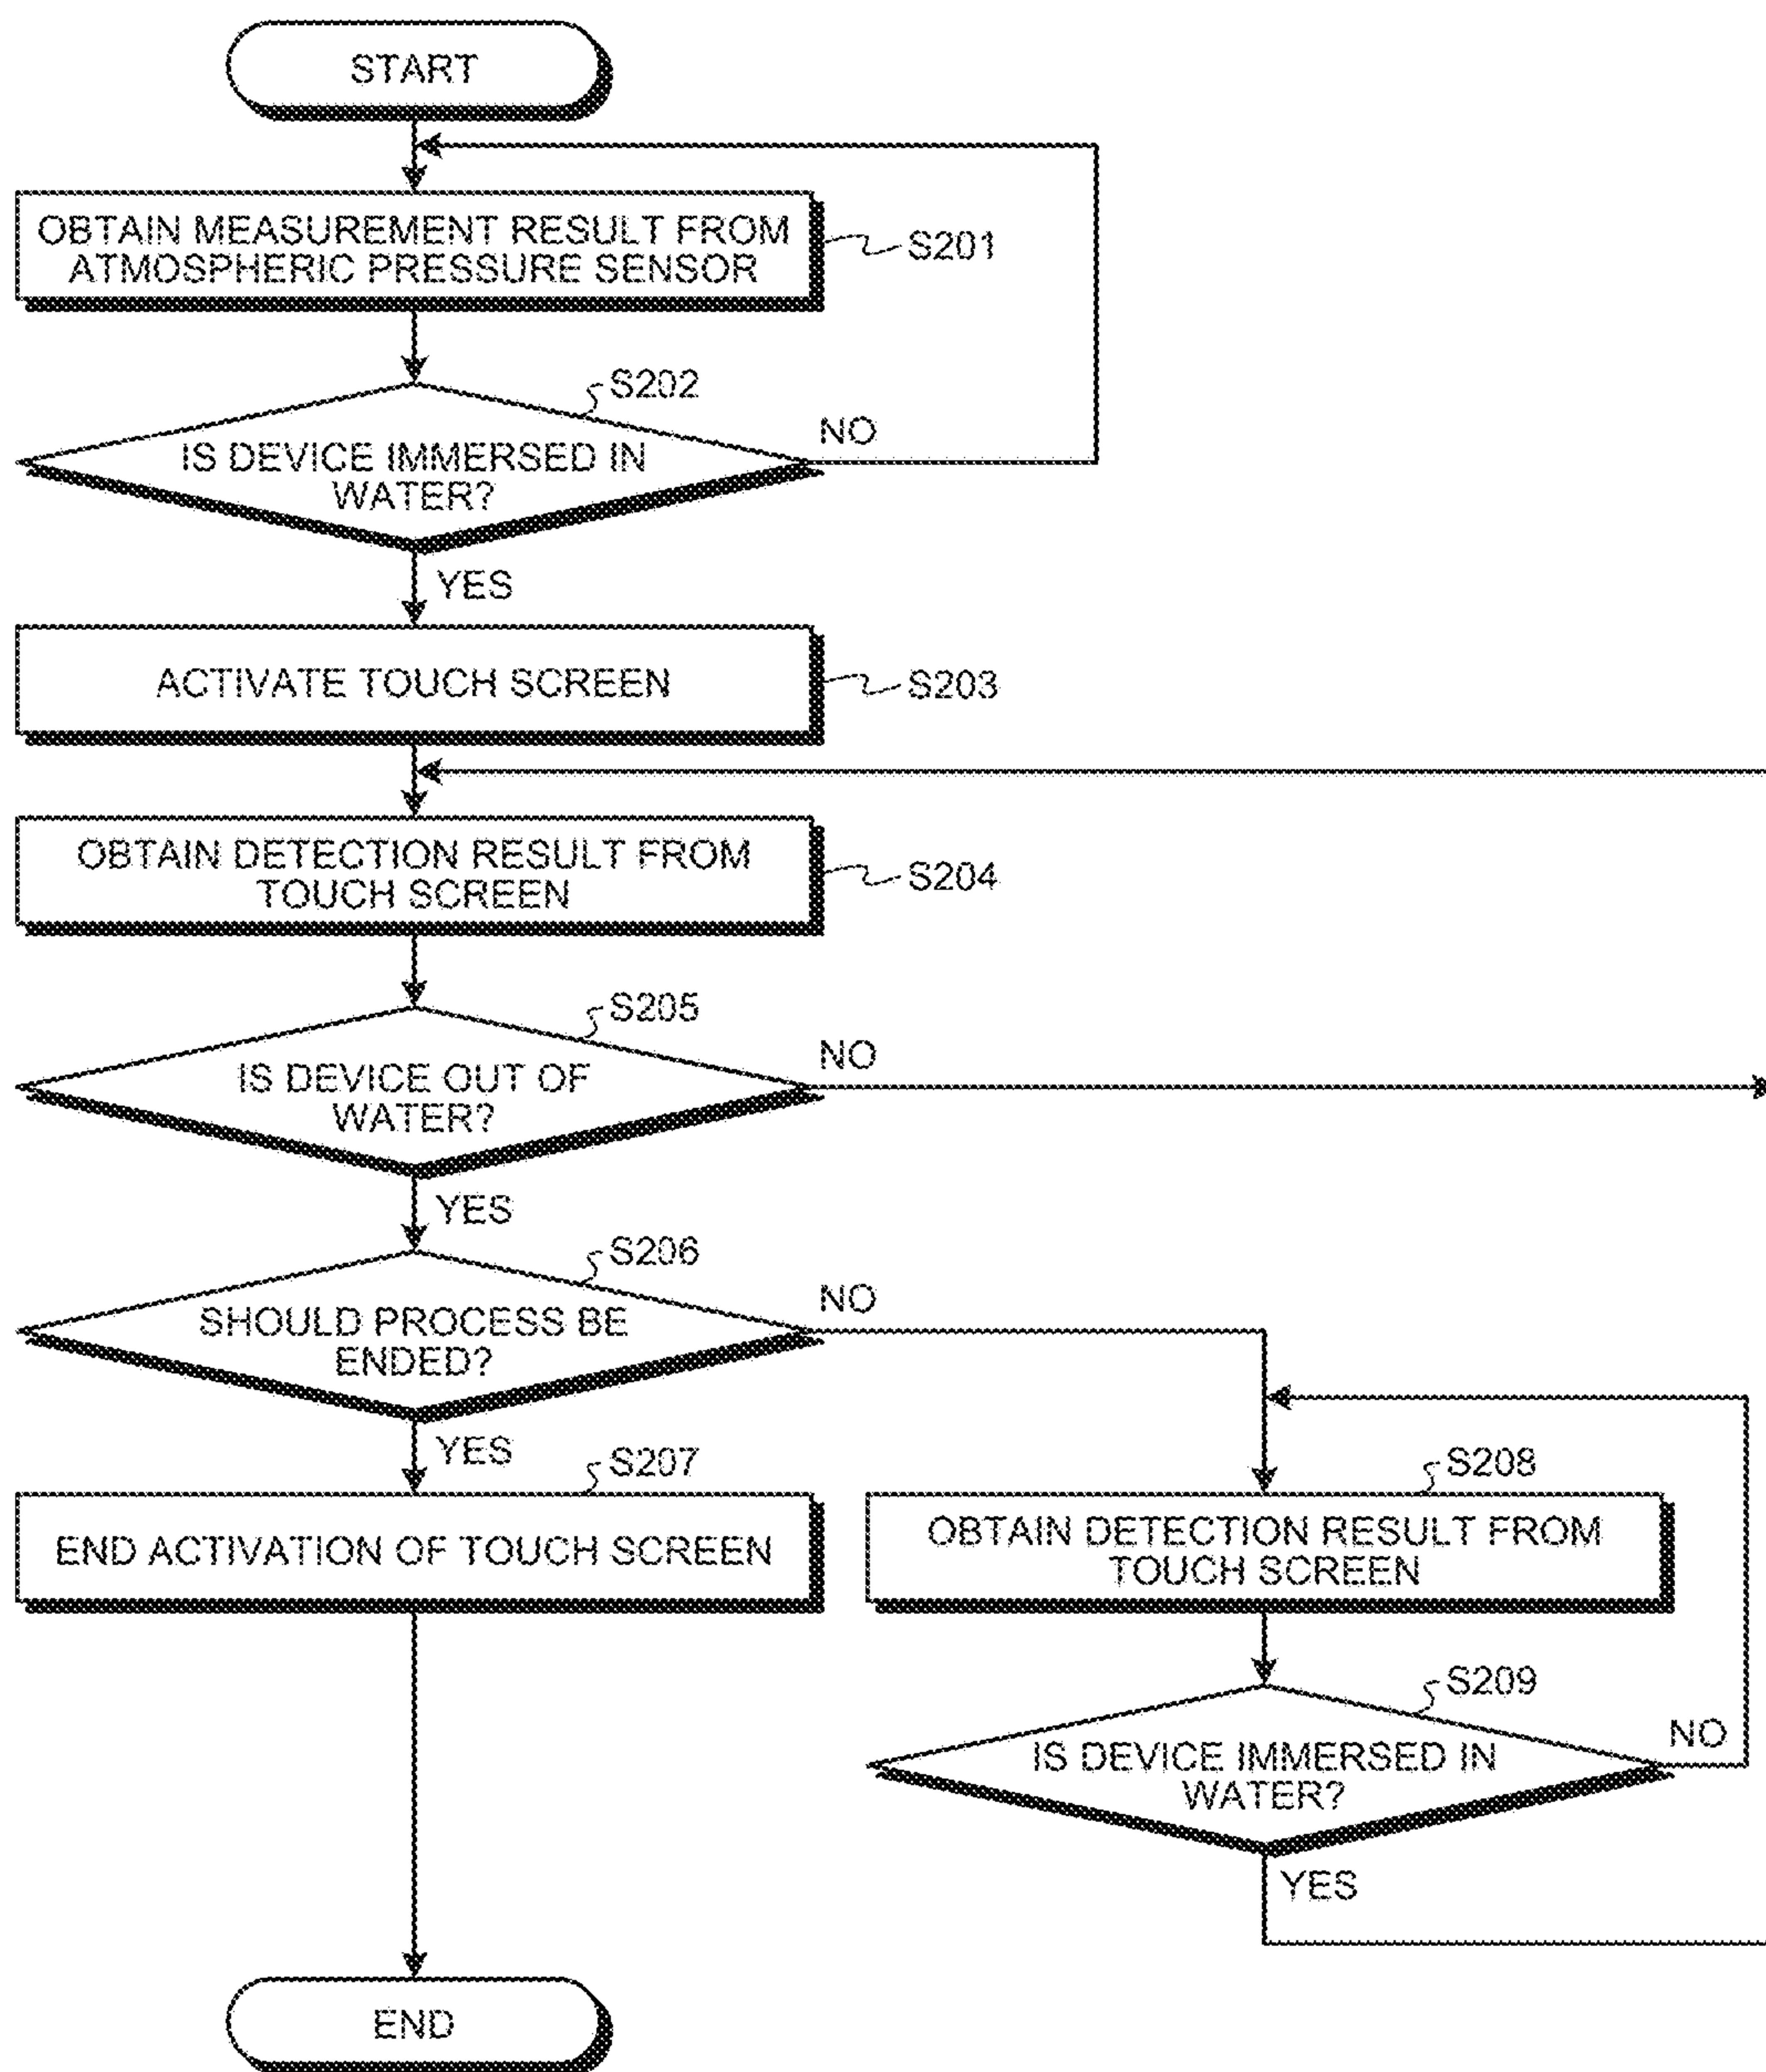 START
OBTAIN MEASUREMENT RESULT FROM
ATMOSPHERIC PRESSURE SENSOR
S201
S202
IS DEVICE IMMERSED IN
WATER?
NO
YES
ACTIVATE TOUCH SCREEN
S203
OBTAIN DETECTION RESULT FROM
TOUCH SCREEN
S204
S205
IS DEVICE OUT OF
WATER?
NO
YES
S206
SHOULD PROCESS BE
ENDED?
NO
YES
S207
END ACTIVATION OF TOUCH SCREEN
S208
OBTAIN DETECTION RESULT FROM
TOUCH SCREEN
S209
IS DEVICE IMMERSED IN
WATER?
NO
YES
END